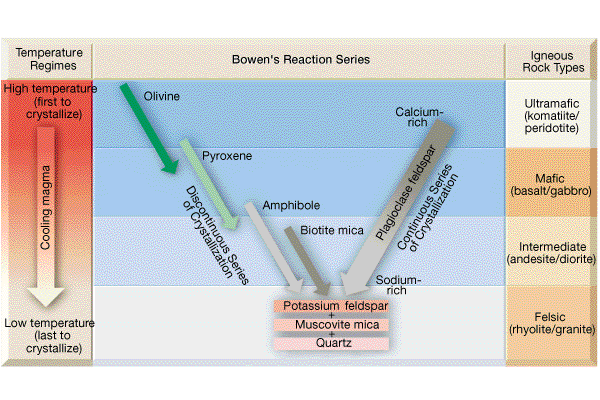 Temperature
Regimes
Bowen's Reaction Series
Igneous
Rock Types
High temperature
(first to
crystallize)
Cooling magma
Low temperature
(last to
crystallize)
Olivine
Pyroxene
Discontinuous Series
of Crystallization
Amphibole
Biotite mica
Calcium-
rich
Plagioclase feldspar
Continuous Series
of Crystallization
Sodium-
rich
Potassium feldspar
+
Muscovite mica
+
Quartz
Ultramafic
(komatiite/
peridotite)
Mafic
(basalt/gabbro)
Intermediate
(andesite/diorite)
Felsic
(rhyolite/granite)